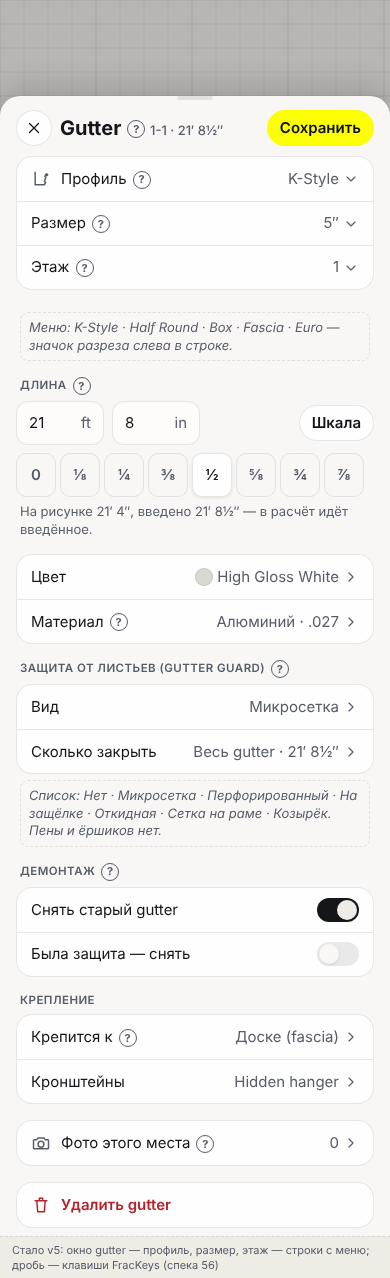 Gutter ? 1-1 · 21′ 8½″ Сохранить
Профиль ? K-Style
Размер ? 5″
Этаж ? 1
Меню: K-Style · Half Round · Box · Fascia · Euro —
значок разреза слева в строке.
ДЛИНА ?
21 ft 8 in Шкала
0 ⅛ ¼ ⅜ ½ ⅝ ¾ ⅞
На рисунке 21′ 4″, введено 21′ 8½″ — в расчёт идёт
введённое.
Цвет High Gloss White
Материал ? Алюминий · .027
ЗАЩИТА ОТ ЛИСТЬЕВ (GUTTER GUARD) ?
Вид Микросетка
Сколько закрыть Весь gutter · 21′ 8½″
Список: Нет · Микросетка · Перфорированный · На
защёлке · Откидная · Сетка на раме · Козырёк.
Пены и ёршиков нет.
ДЕМОНТАЖ ?
Снять старый gutter
Была защита — снять
КРЕПЛЕНИЕ
Крепится к ? Доске (fascia)
Кронштейны Hidden hanger
Фото этого места ? 0
Удалить gutter
Стало v5: окно gutter — профиль, размер, этаж — строки с меню;
дробь — клавиши FracKeys (спека 56)